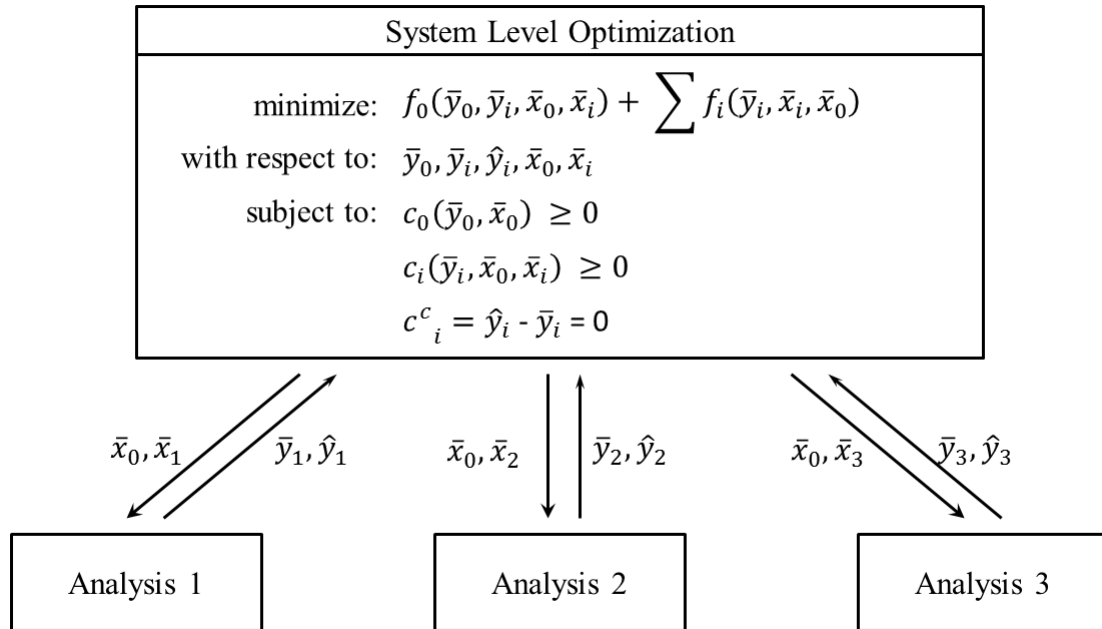 System Level Optimization
minimize: f₀(ȳ₀, ȳᵢ, x̄₀, x̄ᵢ) + ∑ fᵢ(ȳᵢ, x̄ᵢ, x̄₀)
with respect to: ȳ₀, ȳᵢ, ŷᵢ, x̄₀, x̄ᵢ
subject to: c₀(ȳ₀, x̄₀) ≥ 0
cᵢ(ȳᵢ, x̄₀, x̄ᵢ) ≥ 0
cᶜᵢ = ŷᵢ - ȳᵢ = 0
x̄₀, x̄₁
ȳ₁, ŷ₁
x̄₀, x̄₂
ȳ₂, ŷ₂
x̄₀, x̄₃
ȳ₃, ŷ₃
Analysis 1
Analysis 2
Analysis 3